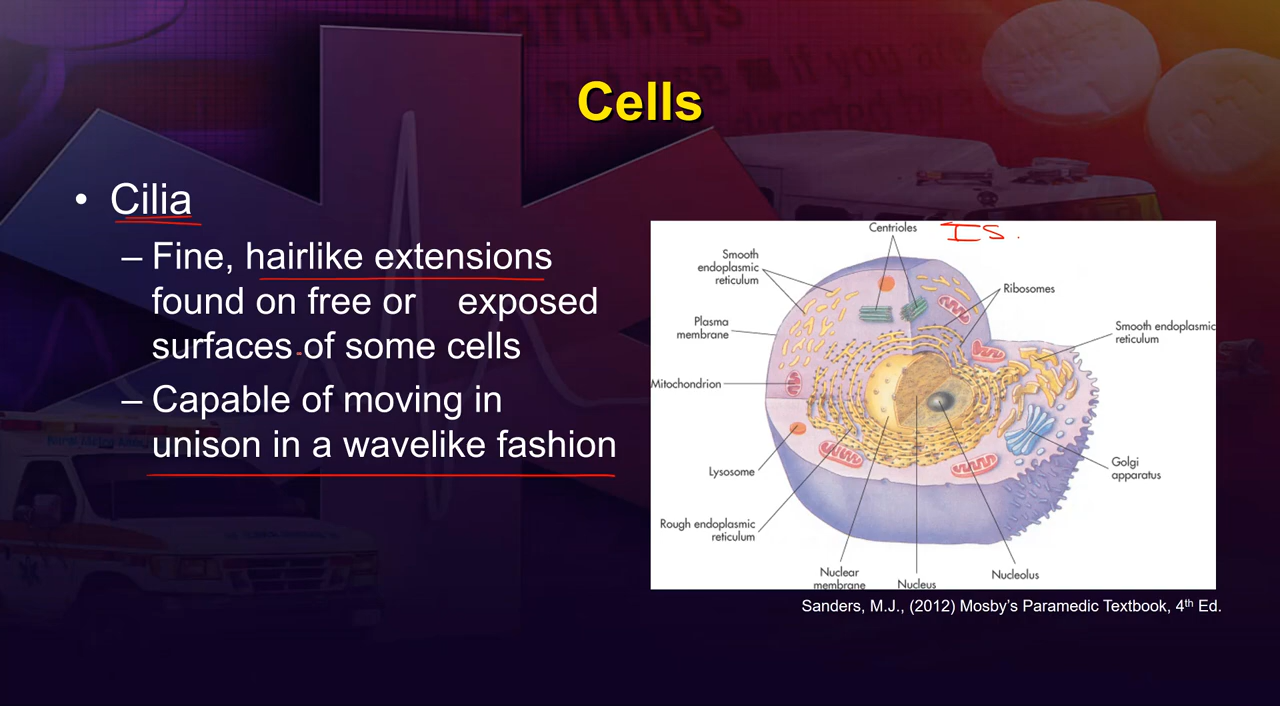 Cells
• Cilia
– Fine, hairlike extensions
found on free or exposed
surfaces of some cells
– Capable of moving in
unison in a wavelike fashion
Centrioles
IS.
Smooth
endoplasmic
reticulum
Ribosomes
Plasma
membrane
Smooth endoplasmic
reticulum
Mitochondrion
Lysosome
Golgi
apparatus
Rough endoplasmic
reticulum
Nuclear
membrane
Nucleus
Nucleolus
Sanders, M.J., (2012) Mosby's Paramedic Textbook, 4th Ed.